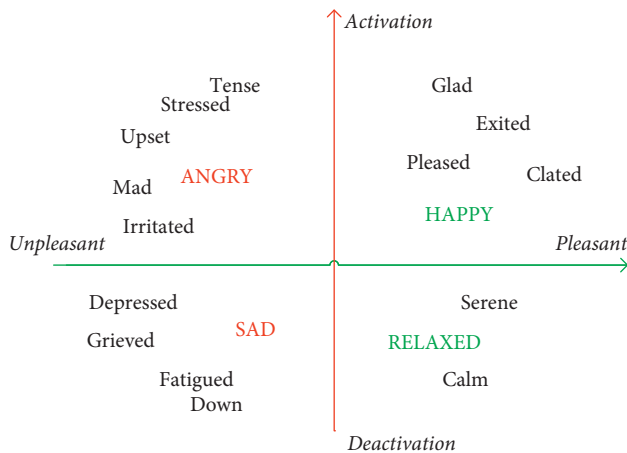 Activation
Tense
Glad
Stressed
Exited
Upset
Pleased
Clated
ANGRY
Mad
HAPPY
Irritated
Unpleasant
Pleasant
Depressed
Serene
SAD
Grieved
RELAXED
Fatigued
Calm
Down
Deactivation